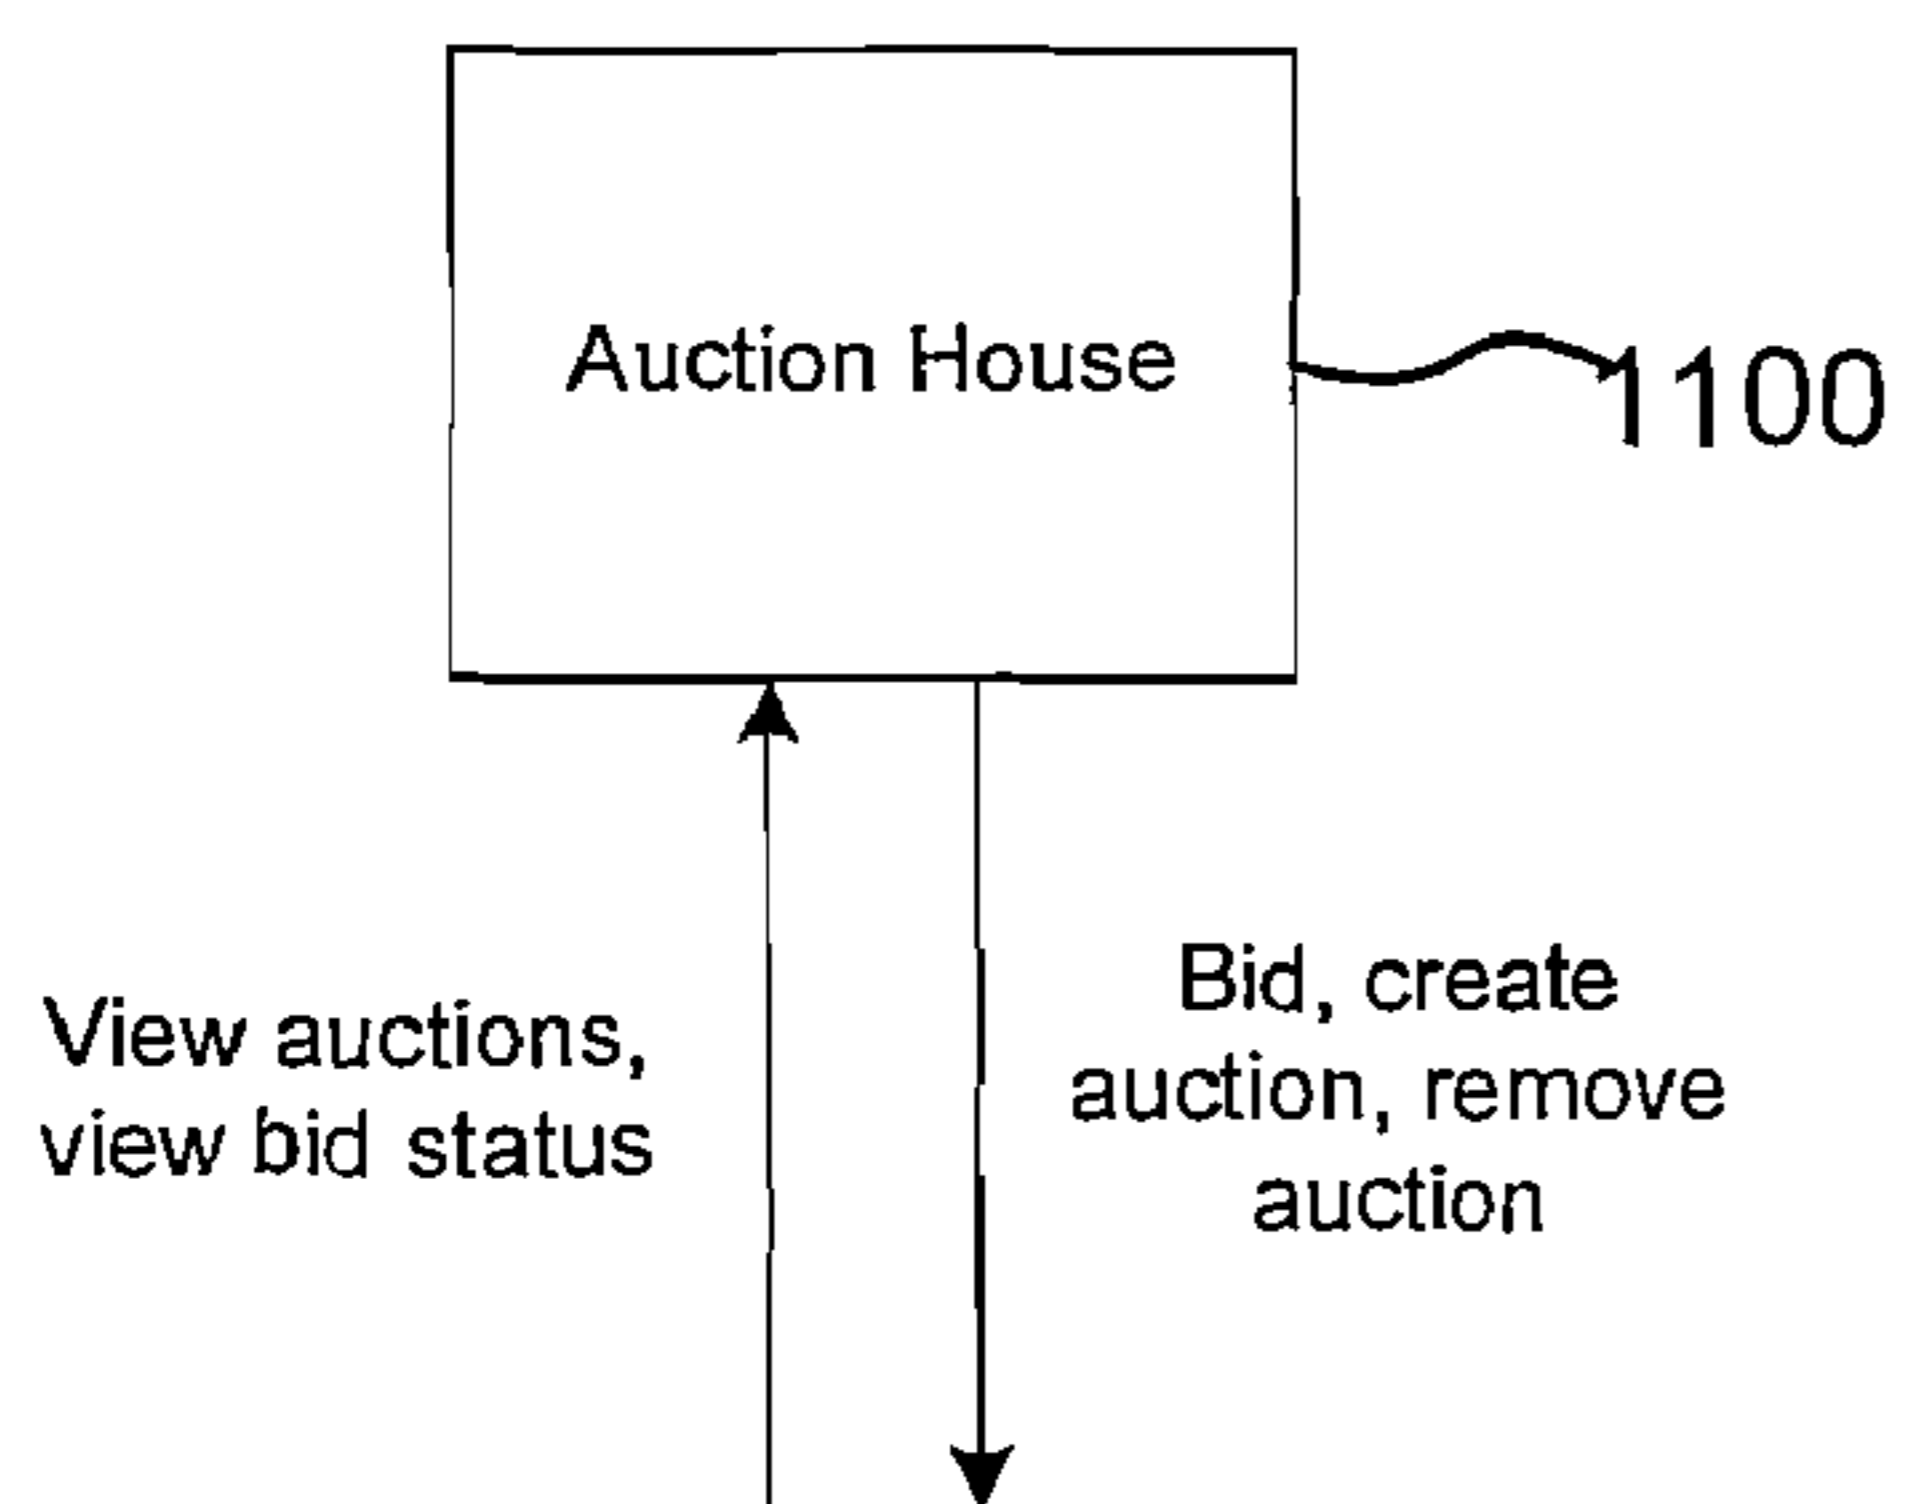 Auction House
1100
View auctions,
view bid status
Bid, create
auction, remove
auction